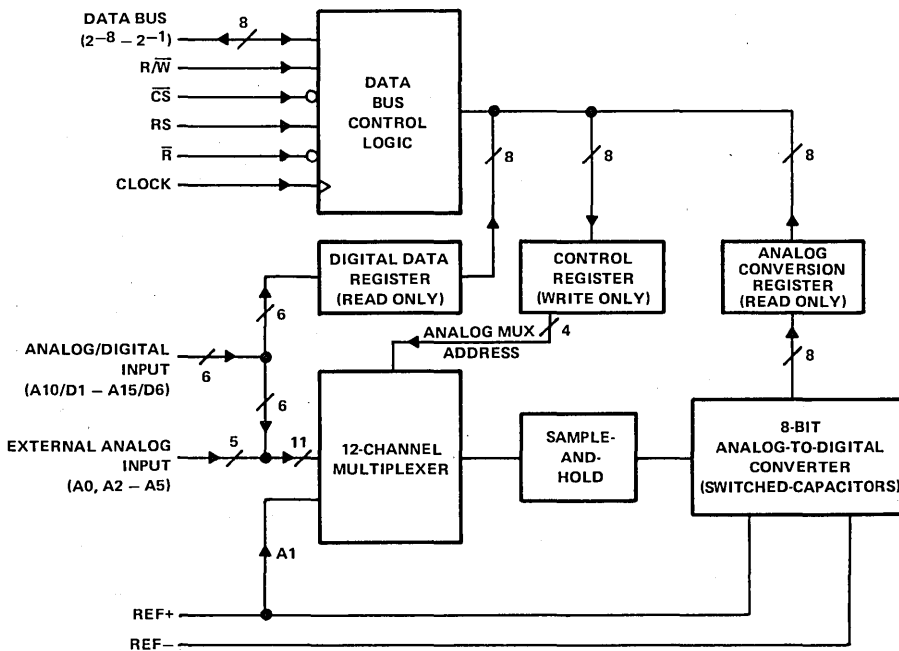 DATA BUS
(2⁻⁸ – 2⁻¹)
8
R/W̅
C̅S̅
RS
R̅
CLOCK
DATA
BUS
CONTROL
LOGIC
8
8
8
DIGITAL DATA
REGISTER
(READ ONLY)
CONTROL
REGISTER
(WRITE ONLY)
ANALOG
CONVERSION
REGISTER
(READ ONLY)
6
ANALOG MUX
ADDRESS
4
8
ANALOG/DIGITAL
INPUT
(A10/D1 – A15/D6)
6
6
EXTERNAL ANALOG
INPUT
(A0, A2 – A5)
5
11
12-CHANNEL
MULTIPLEXER
SAMPLE-
AND-
HOLD
8-BIT
ANALOG-TO-DIGITAL
CONVERTER
(SWITCHED-CAPACITORS)
A1
REF+
REF–